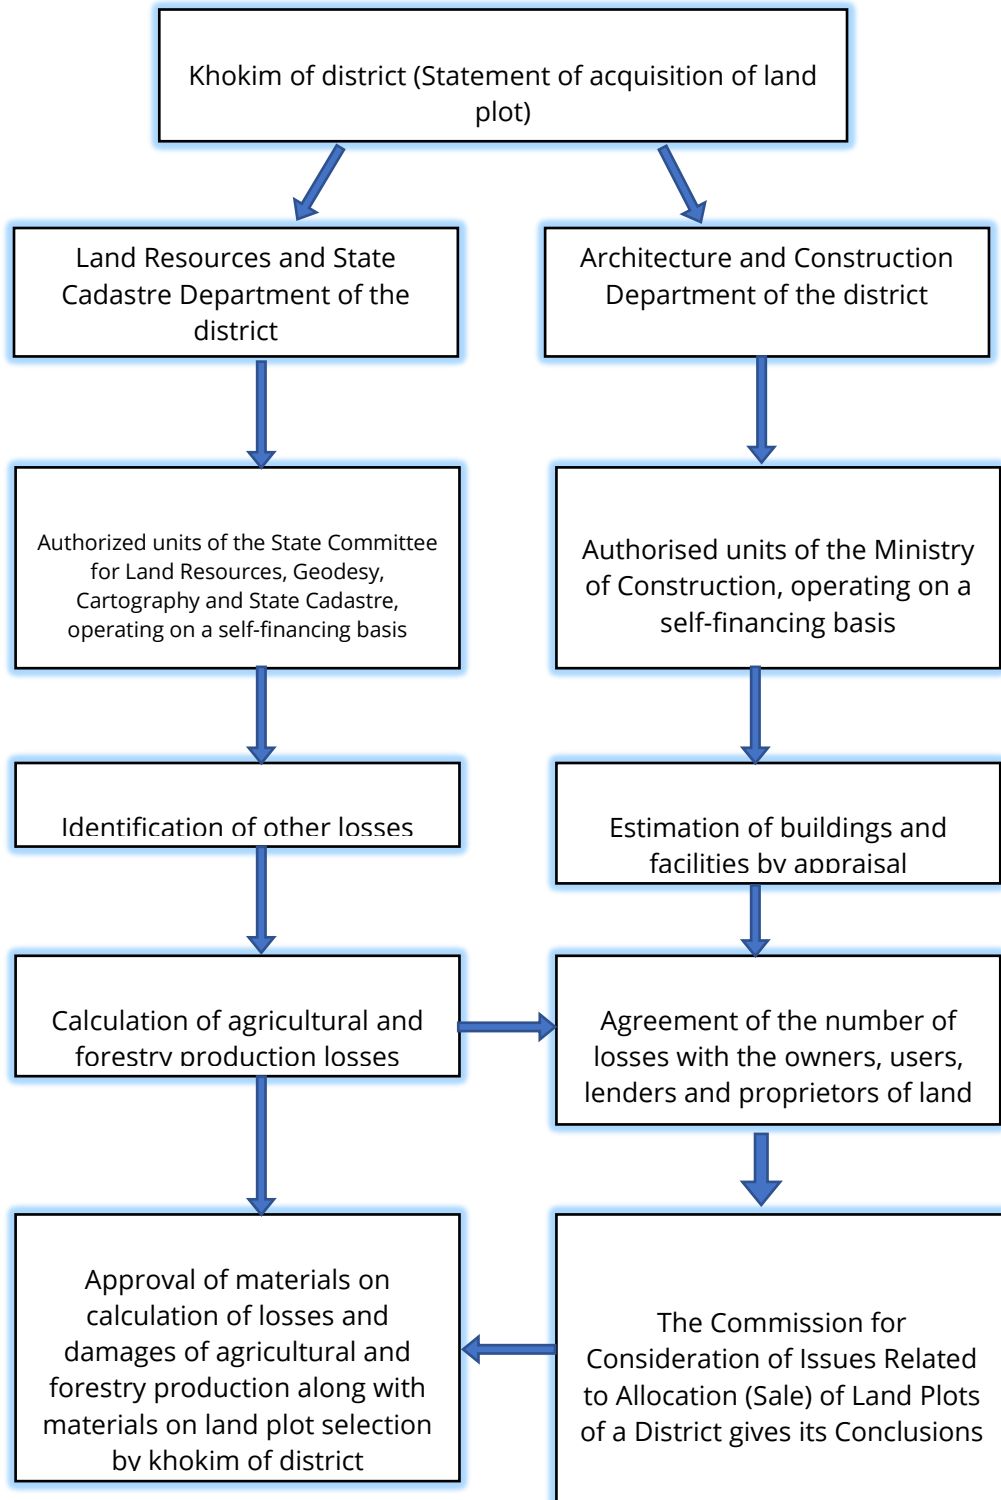 Khokim of district (Statement of acquisition of land
plot)
Land Resources and State
Cadastre Department of the
district
Architecture and Construction
Department of the district
Authorized units of the State Committee
for Land Resources, Geodesy,
Cartography and State Cadastre,
operating on a self-financing basis
Authorised units of the Ministry
of Construction, operating on a
self-financing basis
Identification of other losses
Estimation of buildings and
facilities by appraisal
Calculation of agricultural and
forestry production losses
Agreement of the number of
losses with the owners, users,
lenders and proprietors of land
Approval of materials on
calculation of losses and
damages of agricultural and
forestry production along with
materials on land plot selection
by khokim of district
The Commission for
Consideration of Issues Related
to Allocation (Sale) of Land Plots
of a District gives its Conclusions